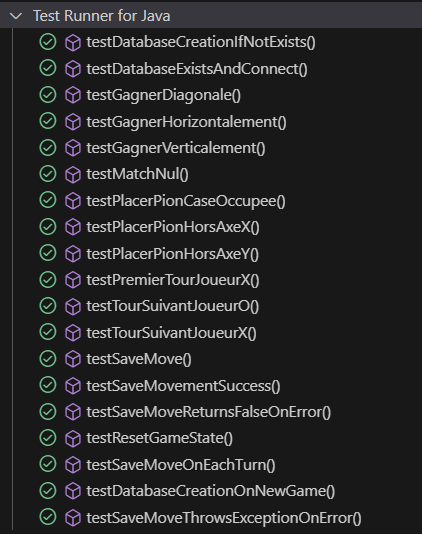 Test Runner for Java
testDatabaseCreationIfNotExists()
testDatabaseExistsAndConnect()
testGagnerDiagonale()
testGagnerHorizontalement()
testGagnerVerticalement()
testMatchNul()
testPlacerPionCaseOccupee()
testPlacerPionHorsAxeX()
testPlacerPionHorsAxeY()
testPremierTourJoueurX()
testTourSuivantJoueurO()
testTourSuivantJoueurX()
testSaveMove()
testSaveMovementSuccess()
testSaveMoveReturnsFalseOnError()
testResetGameState()
testSaveMoveOnEachTurn()
testDatabaseCreationOnNewGame()
testSaveMoveThrowsExceptionOnError()